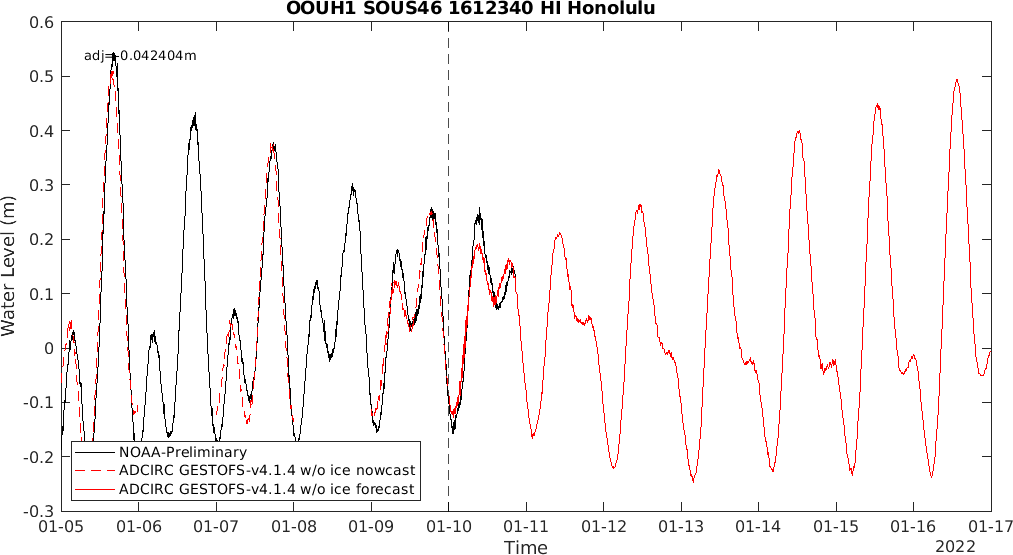 OOUH1 SOUS46 1612340 HI Honolulu
adj=-0.042404m
0.6
0.5
0.4
0.3
0.2
0.1
0
-0.1
-0.2
-0.3
Water Level (m)
NOAA-Preliminary
ADCIRC GESTOFS-v4.1.4 w/o ice nowcast
ADCIRC GESTOFS-v4.1.4 w/o ice forecast
01-05 01-06 01-07 01-08 01-09 01-10 01-11 01-12 01-13 01-14 01-15 01-16 01-17
Time
2022